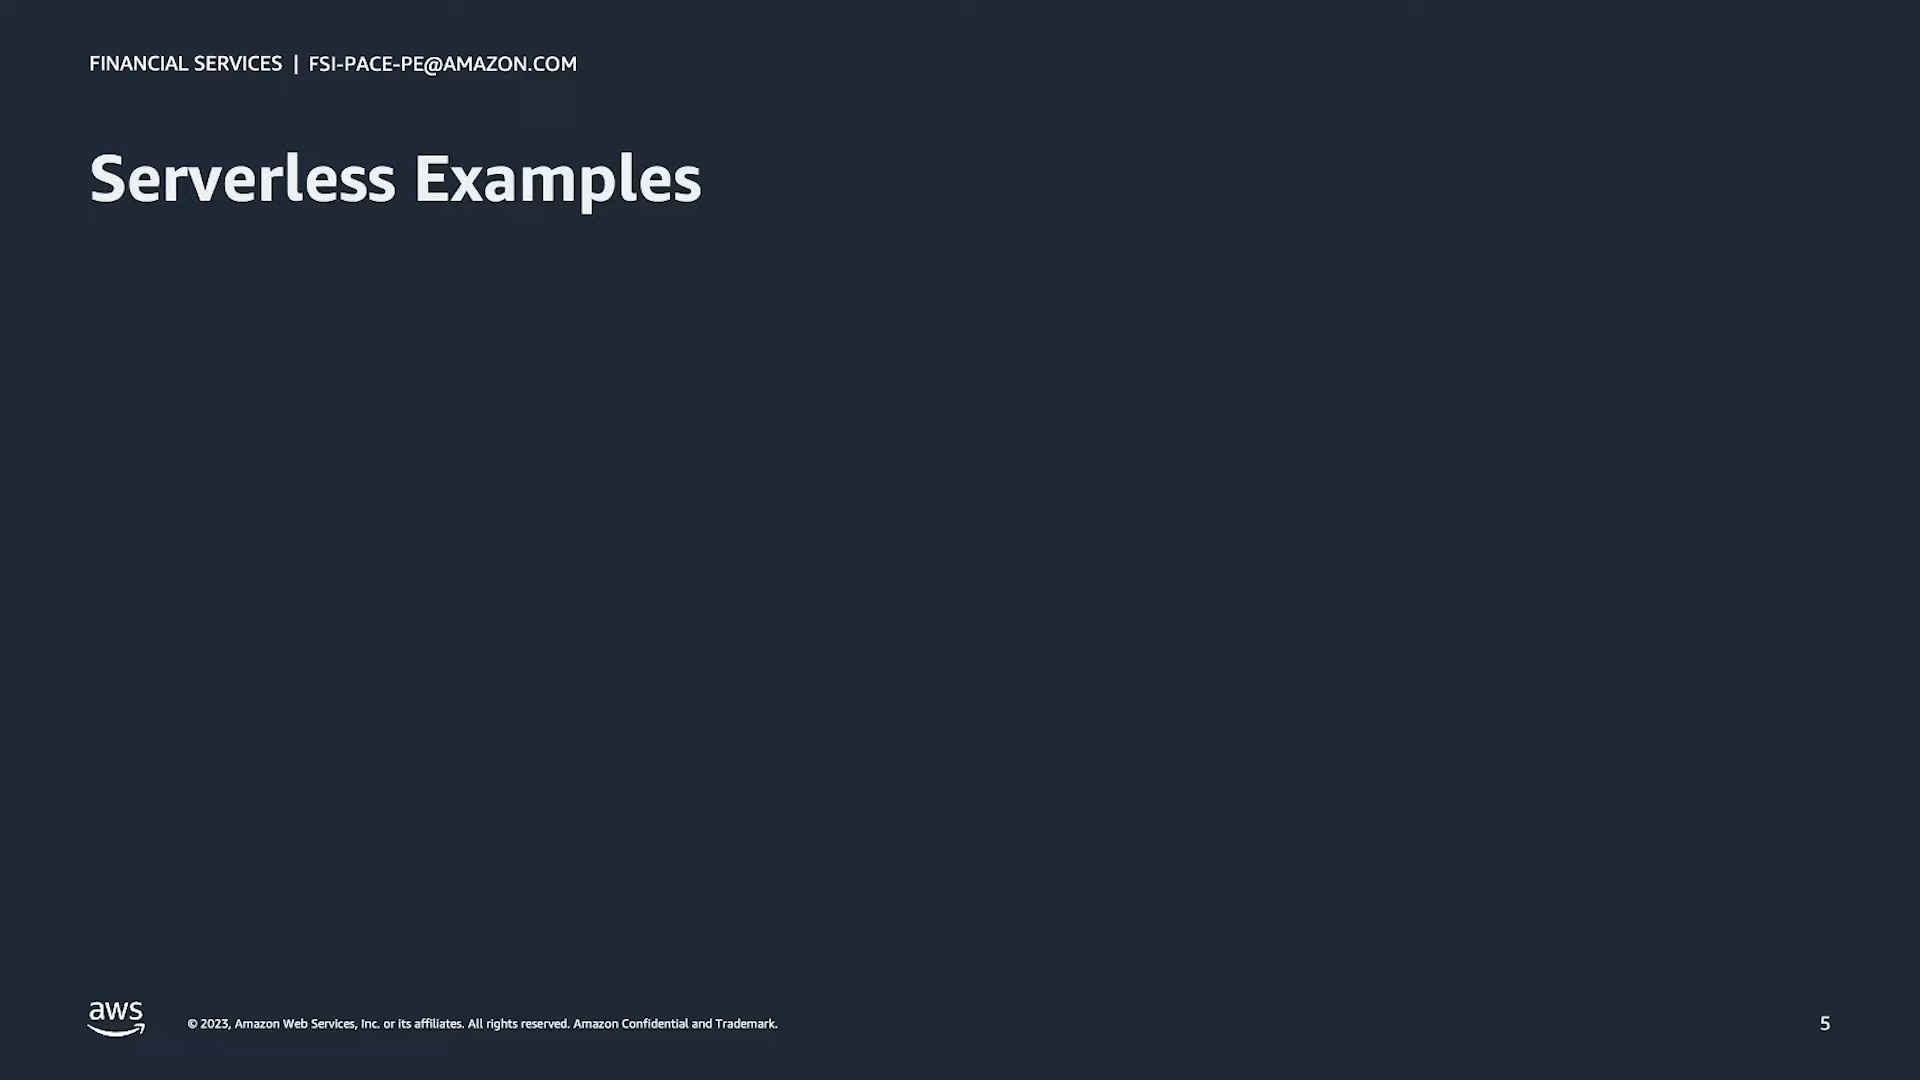 FINANCIAL SERVICES | FSI-PACE-PE@AMAZON.COM
Serverless Examples
aws
© 2023, Amazon Web Services, Inc. or its affiliates. All rights reserved. Amazon Confidential and Trademark.
5